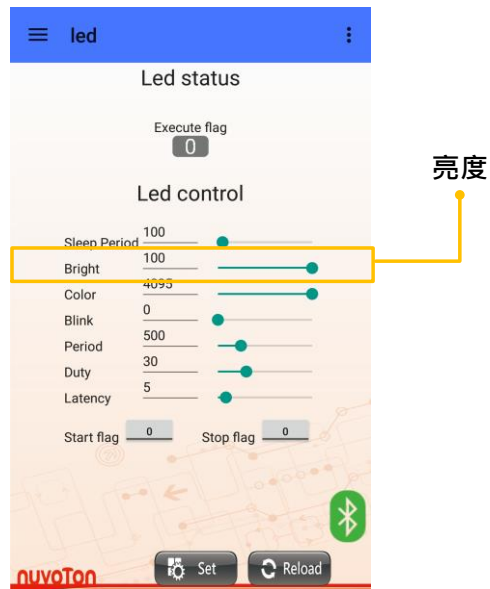 led
Led status
Execute flag
0
亮度
Led control
Sleep Period 100
Bright 100
Color 4095
Blink 0
Period 500
Duty 30
Latency 5
Start flag 0 Stop flag 0
Set Reload
nuvoTon